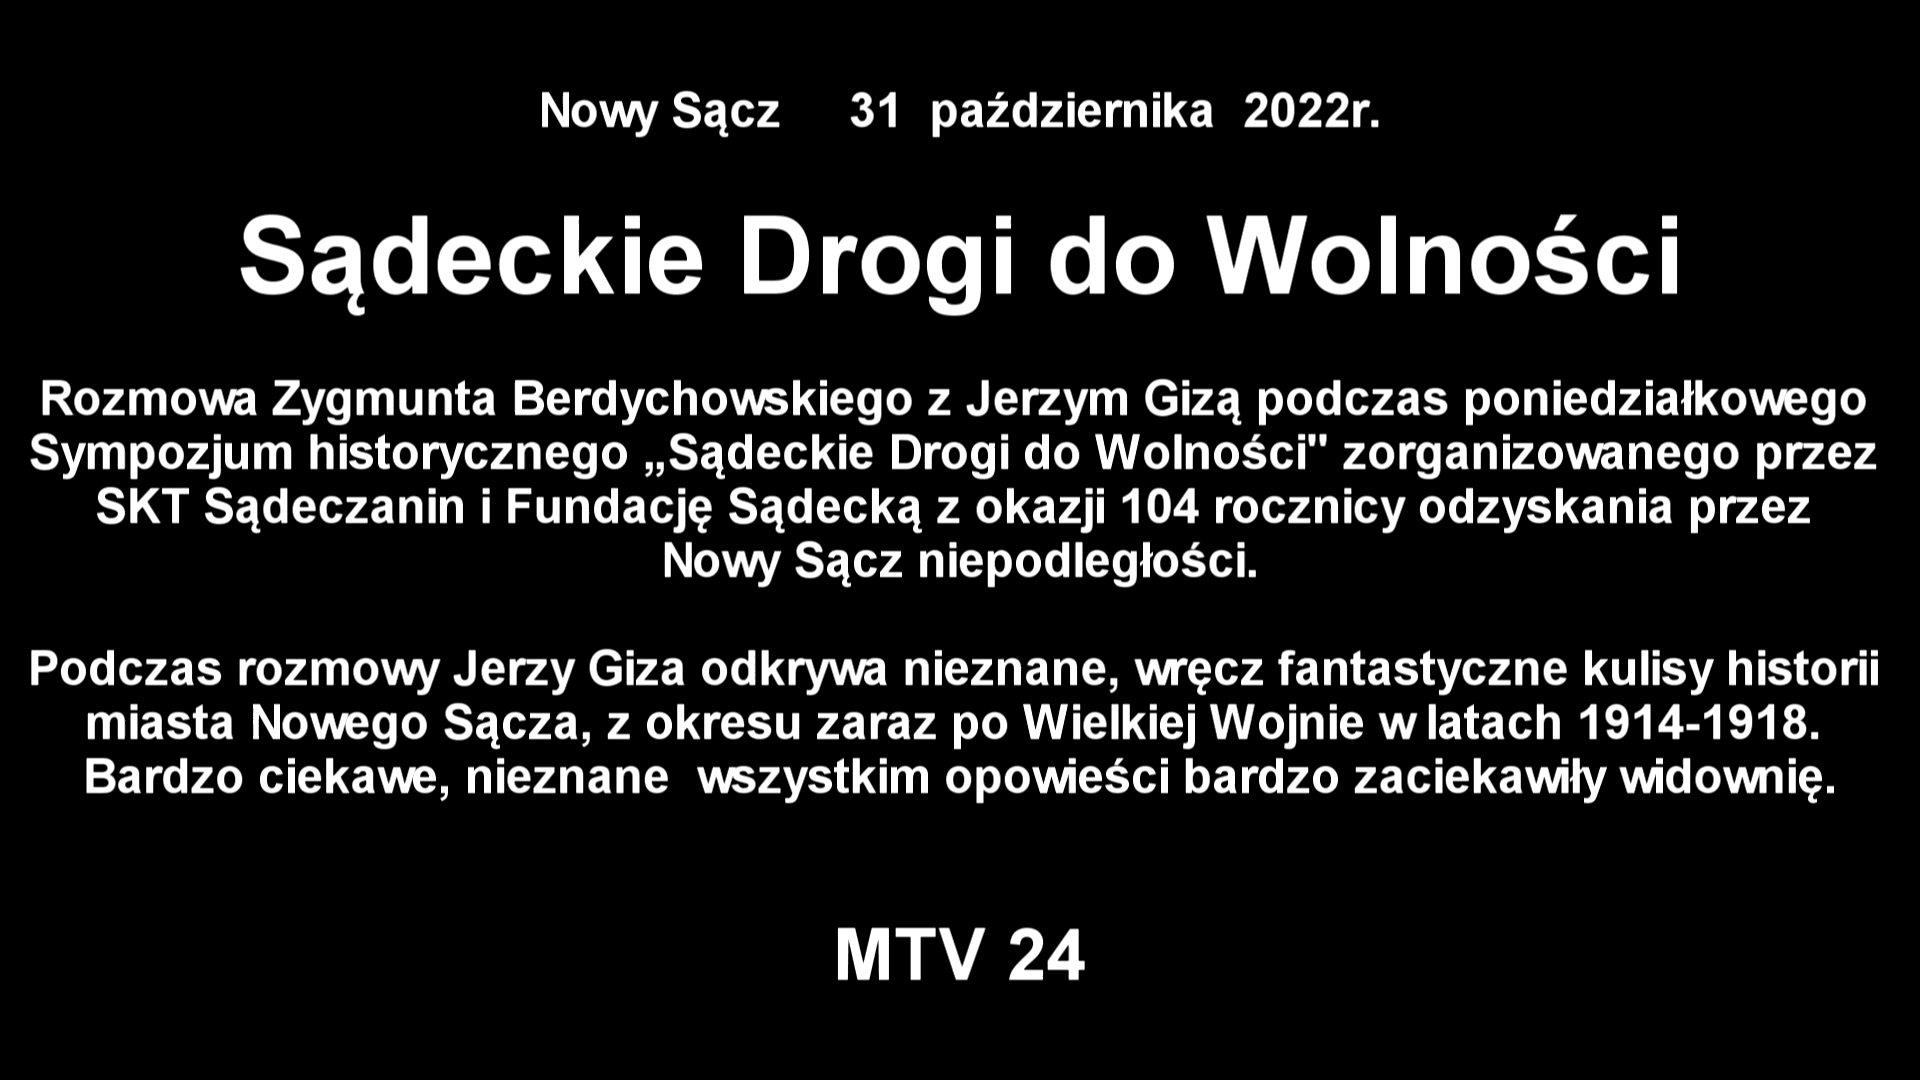 Nowy Sącz 31 października 2022r.
Sądeckie Drogi do Wolności
Rozmowa Zygmunta Berdychowskiego z Jerzym Gizą podczas poniedziałkowego
Sympozjum historycznego „Sądeckie Drogi do Wolności" zorganizowanego przez
SKT Sądeczanin i Fundację Sądecką z okazji 104 rocznicy odzyskania przez
Nowy Sącz niepodległości.
Podczas rozmowy Jerzy Giza odkrywa nieznane, wręcz fantastyczne kulisy historii
miasta Nowego Sącza, z okresu zaraz po Wielkiej Wojnie w latach 1914-1918.
Bardzo ciekawe, nieznane wszystkim opowieści bardzo zaciekawiły widownię.
MTV 24